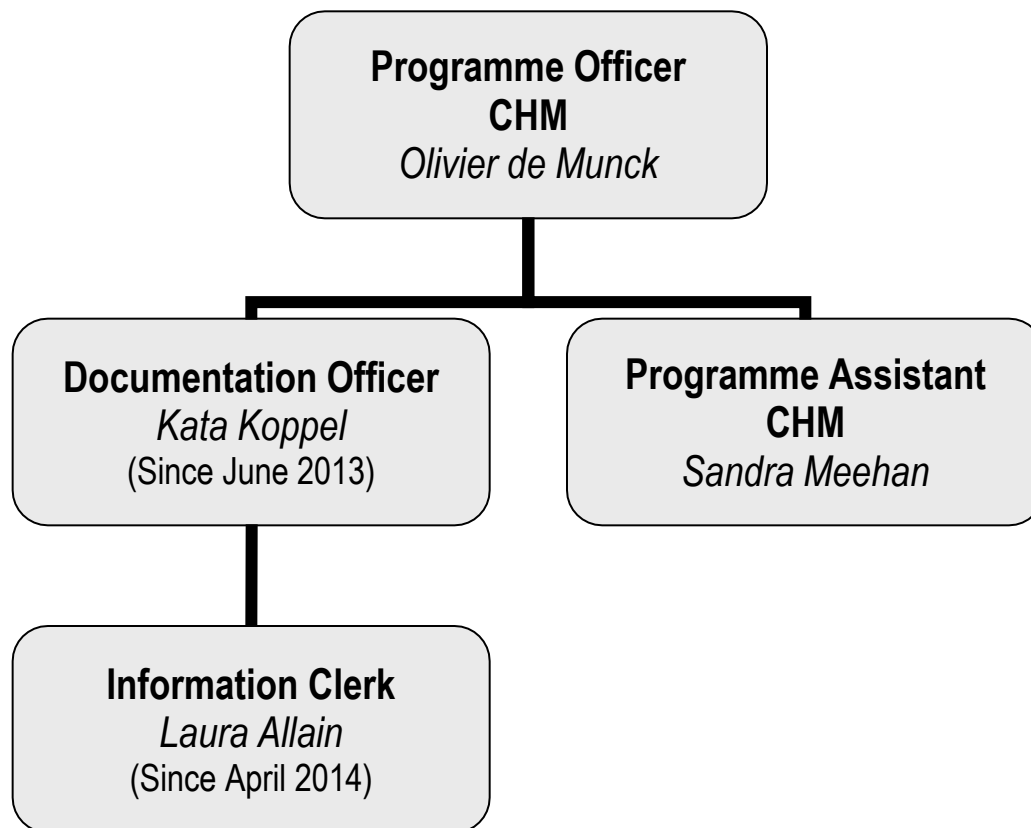 Programme Officer
CHM
Olivier de Munck
Documentation Officer
Kata Koppel
(Since June 2013)
Programme Assistant
CHM
Sandra Meehan
Information Clerk
Laura Allain
(Since April 2014)